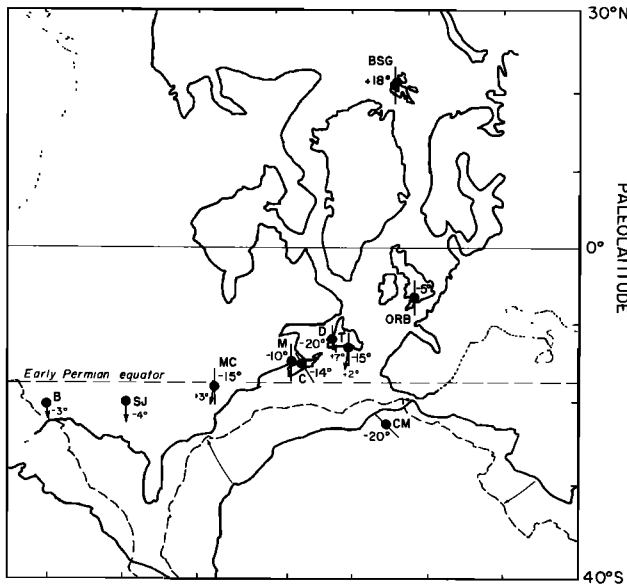 30°N
BSG
+18°
0°
PALEOLATITUDE
-5°
ORB
D
T
-20°
M
-10°
+7°
-15°
MC
-15°
-14°
+2°
C
Early Permian equator
+3°
B
-3°
SJ
-4°
CM
-20°
40°S